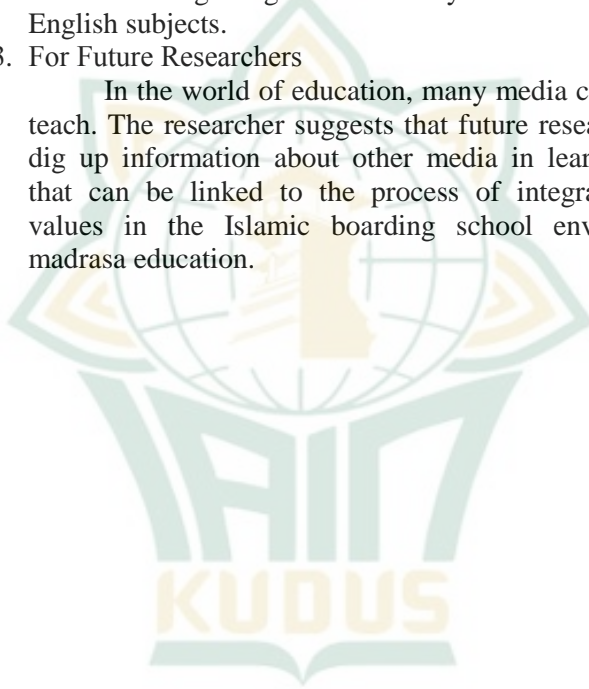 English subjects.
3. For Future Researchers
In the world of education, many media c
teach. The researcher suggests that future resea
dig up information about other media in lear
that can be linked to the process of integra
values in the Islamic boarding school env
madrasa education.
IAIN
KUDUS